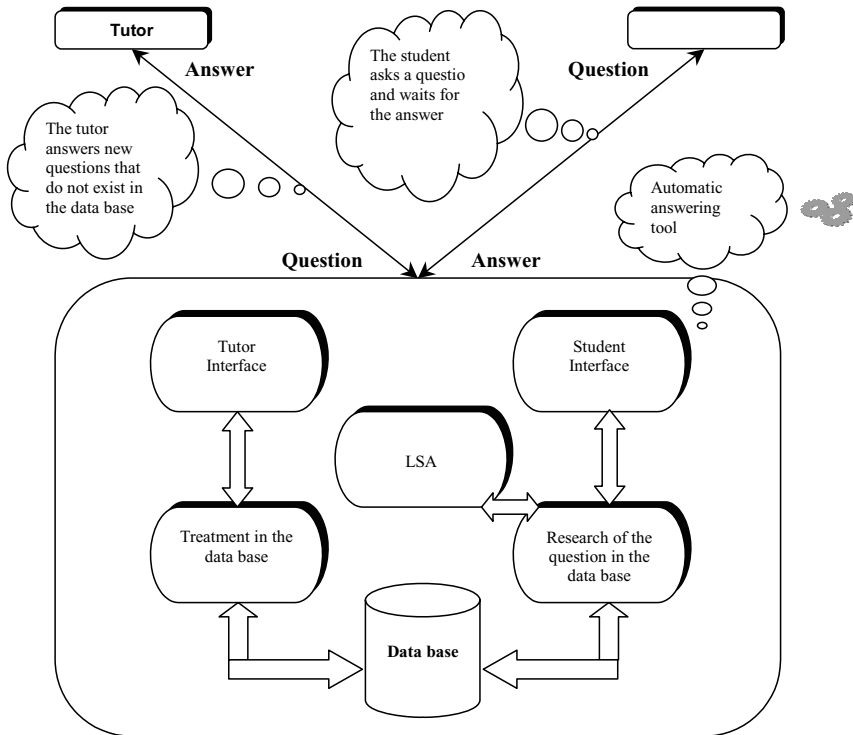 Tutor
Answer
The student
asks a questio
and waits for
the answer
Question
The tutor
answers new
questions that
do not exist in
the data base
Automatic
answering
tool
Question
Answer
Tutor
Interface
Student
Interface
LSA
Treatment in the
data base
Research of the
question in the
data base
Data base